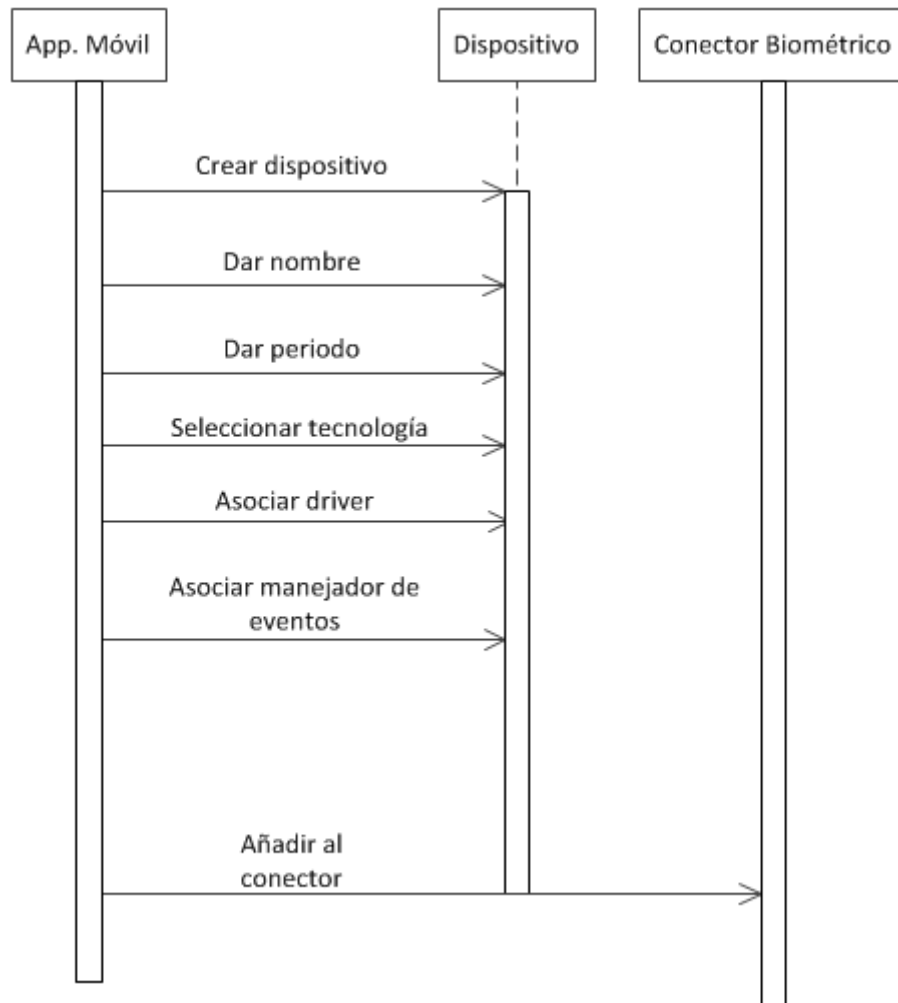 App. Móvil
Dispositivo
Conector Biométrico
Crear dispositivo
Dar nombre
Dar periodo
Seleccionar tecnología
Asociar driver
Asociar manejador de
eventos
Añadir al
conector